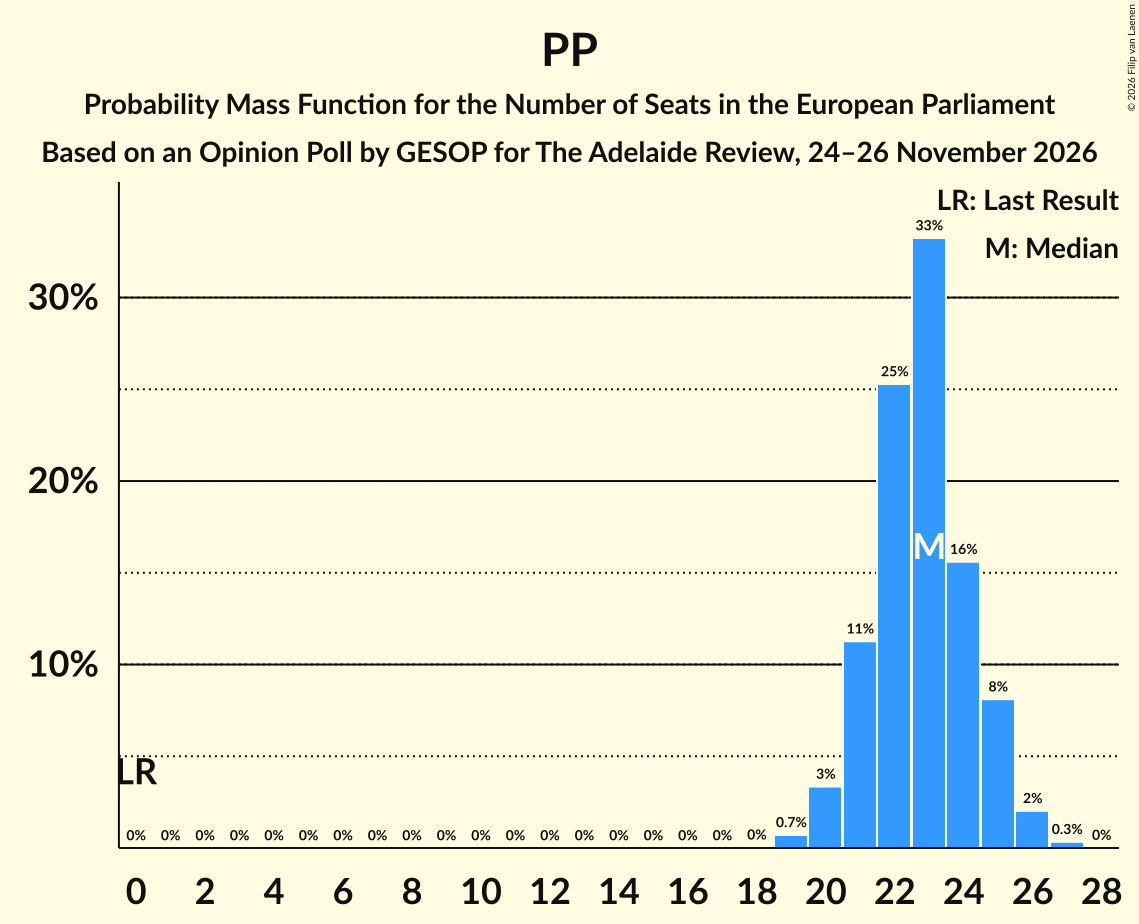 PP
Probability Mass Function for the Number of Seats in the European Parliament
Based on an Opinion Poll by GESOP for The Adelaide Review, 24–26 November 2026
© 2026 Filip van Laenen
LR: Last Result
M: Median
30%
20%
10%
33%
25%
M
16%
11%
8%
LR
3%
2%
0% 0% 0% 0% 0% 0% 0% 0% 0% 0% 0% 0% 0% 0% 0% 0% 0% 0% 0% 0.7% 0.3% 0%
0 2 4 6 8 10 12 14 16 18 20 22 24 26 28